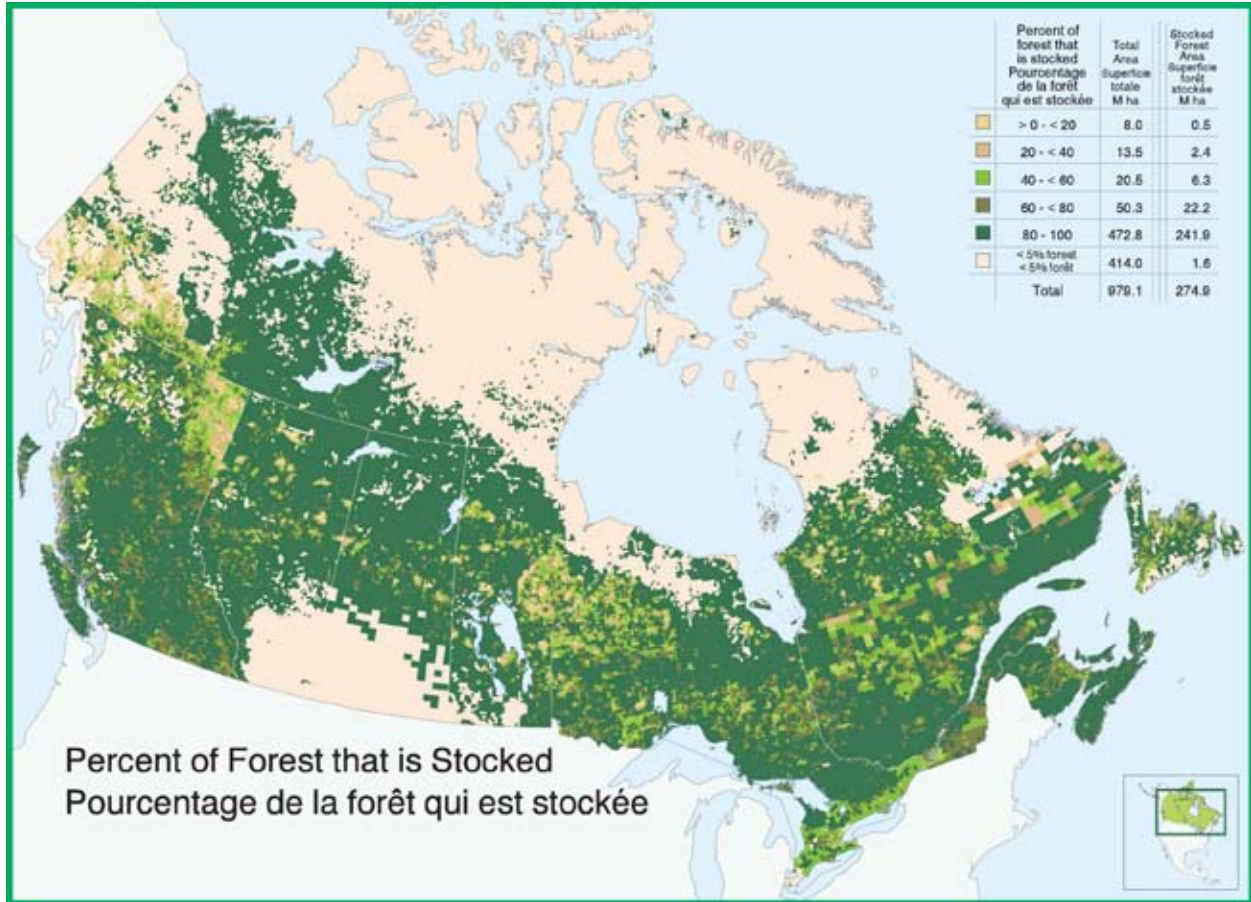 Percent of
forest that
is stocked
Pourcentage
de la forêt
qui est stockée
Total
Area
Superficie
totale
M ha
Stocked
Forest
Area
Superficie
forêt
stockée
M ha
> 0 - < 20 8.0 0.5
20 - < 40 13.5 2.4
40 - < 60 20.5 6.3
60 - < 80 50.3 22.2
80 - 100 472.8 241.9
< 5% forest
< 5% forêt
414.0 1.6
Total 979.1 274.9
Percent of Forest that is Stocked
Pourcentage de la forêt qui est stockée